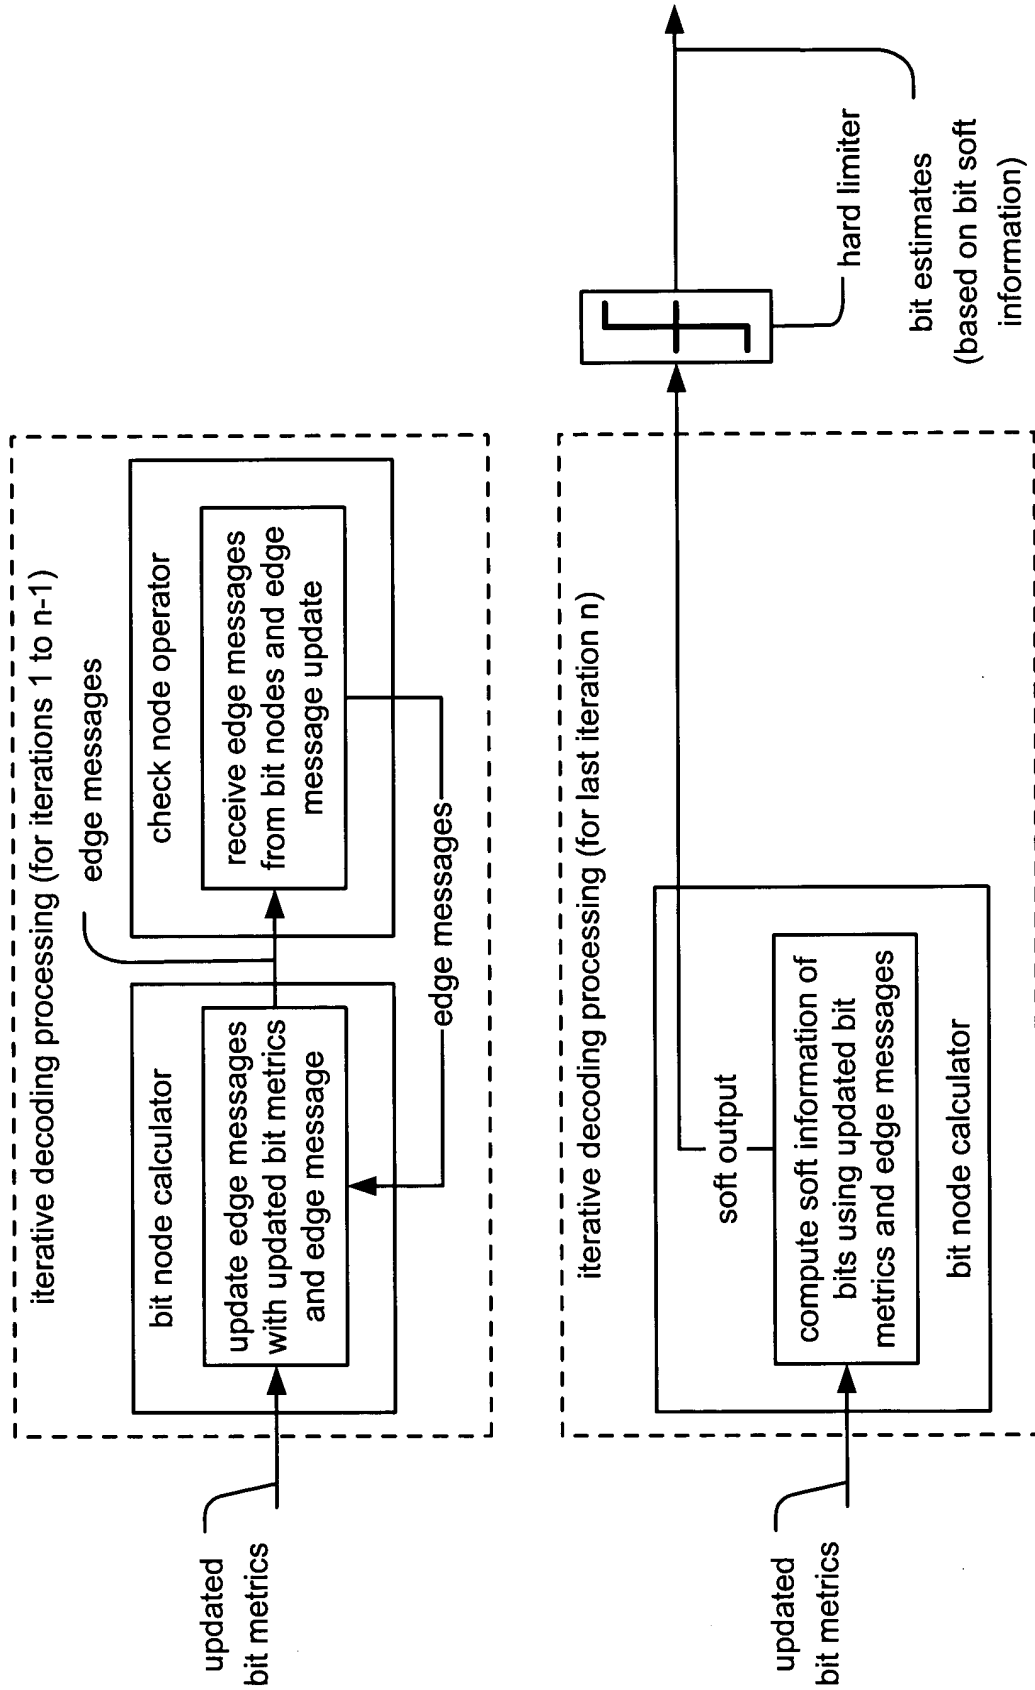 iterative decoding processing (for iterations 1 to n-1)
updated
bit metrics
bit node calculator
update edge messages
with updated bit metrics
and edge message
edge messages
check node operator
receive edge messages
from bit nodes and edge
message update
edge messages
iterative decoding processing (for last iteration n)
updated
bit metrics
soft output
compute soft information of
bits using updated bit
metrics and edge messages
bit node calculator
hard limiter
bit estimates
(based on bit soft
information)